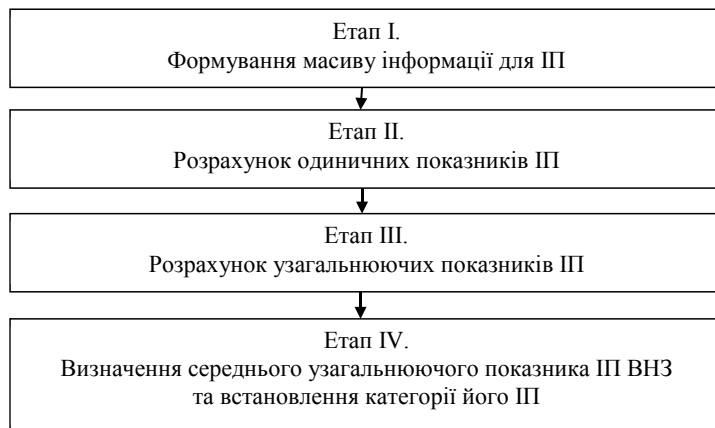 Етап I.
Формування масиву інформації для ІП
Етап II.
Розрахунок одиничних показників ІП
Етап III.
Розрахунок узагальнюючих показників ІП
Етап IV.
Визначення середнього узагальнюючого показника ІП ВНЗ
та встановлення категорії його ІП